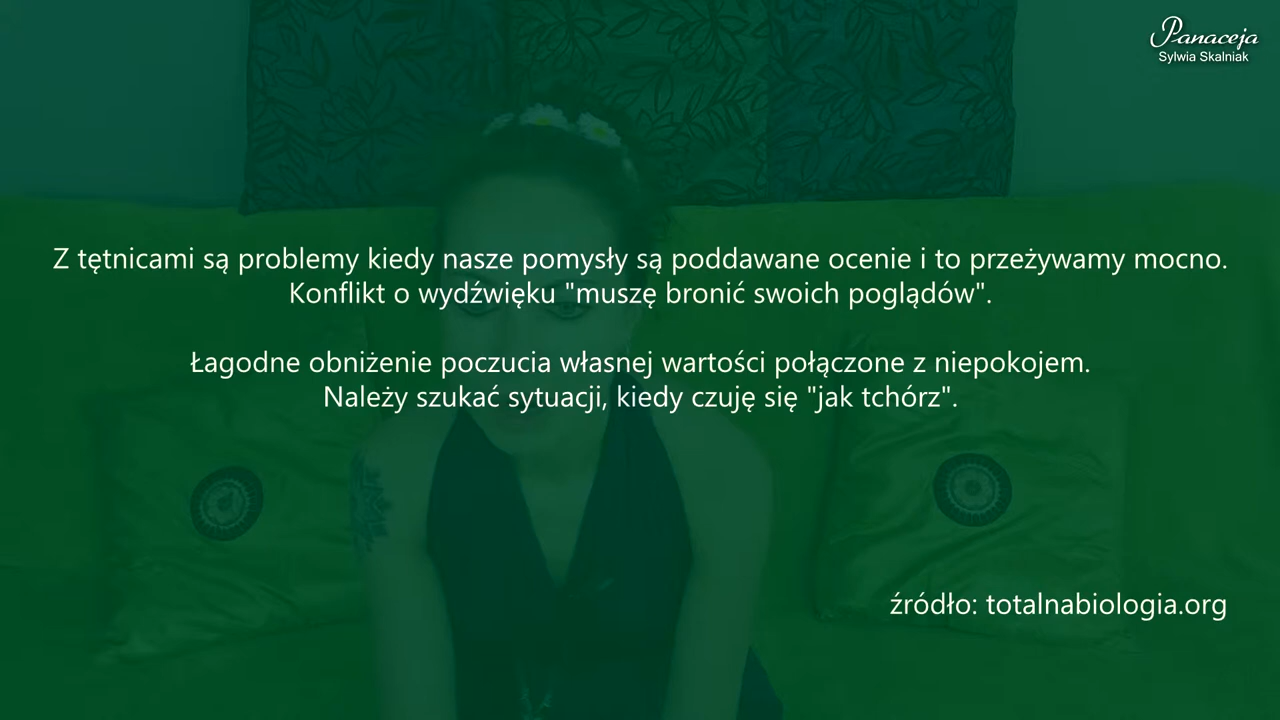 Panaceja
Sylwia Skalniak
Z tętnicami są problemy kiedy nasze pomysły są poddawane ocenie i to przeżywamy mocno.
Konflikt o wydźwięku "muszę bronić swoich poglądów".
Łagodne obniżenie poczucia własnej wartości połączone z niepokojem.
Należy szukać sytuacji, kiedy czuję się "jak tchórz".
źródło: totalnabiologia.org